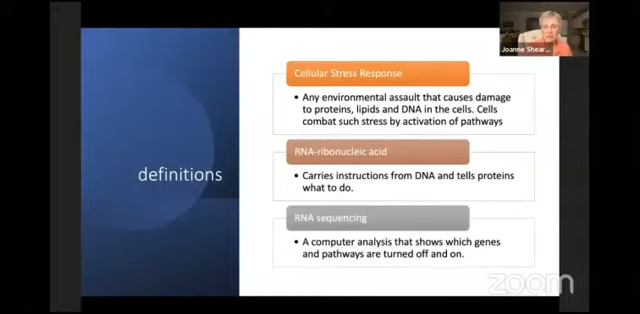 Joanne Shear...
Cellular Stress Response
• Any environmental assault that causes damage
to proteins, lipids and DNA in the cells. Cells
combat such stress by activation of pathways
RNA-ribonucleic acid
definitions
• Carries instructions from DNA and tells proteins
what to do.
RNA sequencing
• A computer analysis that shows which genes
and pathways are turned off and on.
zoom